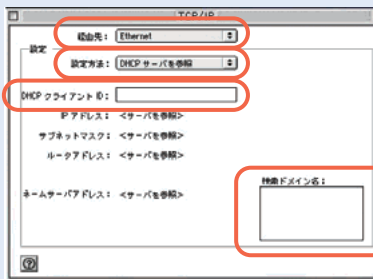 TCP/IP
経由先： Ethernet
設定
設定方法： DHCP サーバを参照
DHCP クライアント ID：
IP アドレス： <サーバを参照>
サブネットマスク： <サーバを参照>
ルータアドレス： <サーバを参照>
ネームサーバアドレス： <サーバを参照>
検索ドメイン名：
?